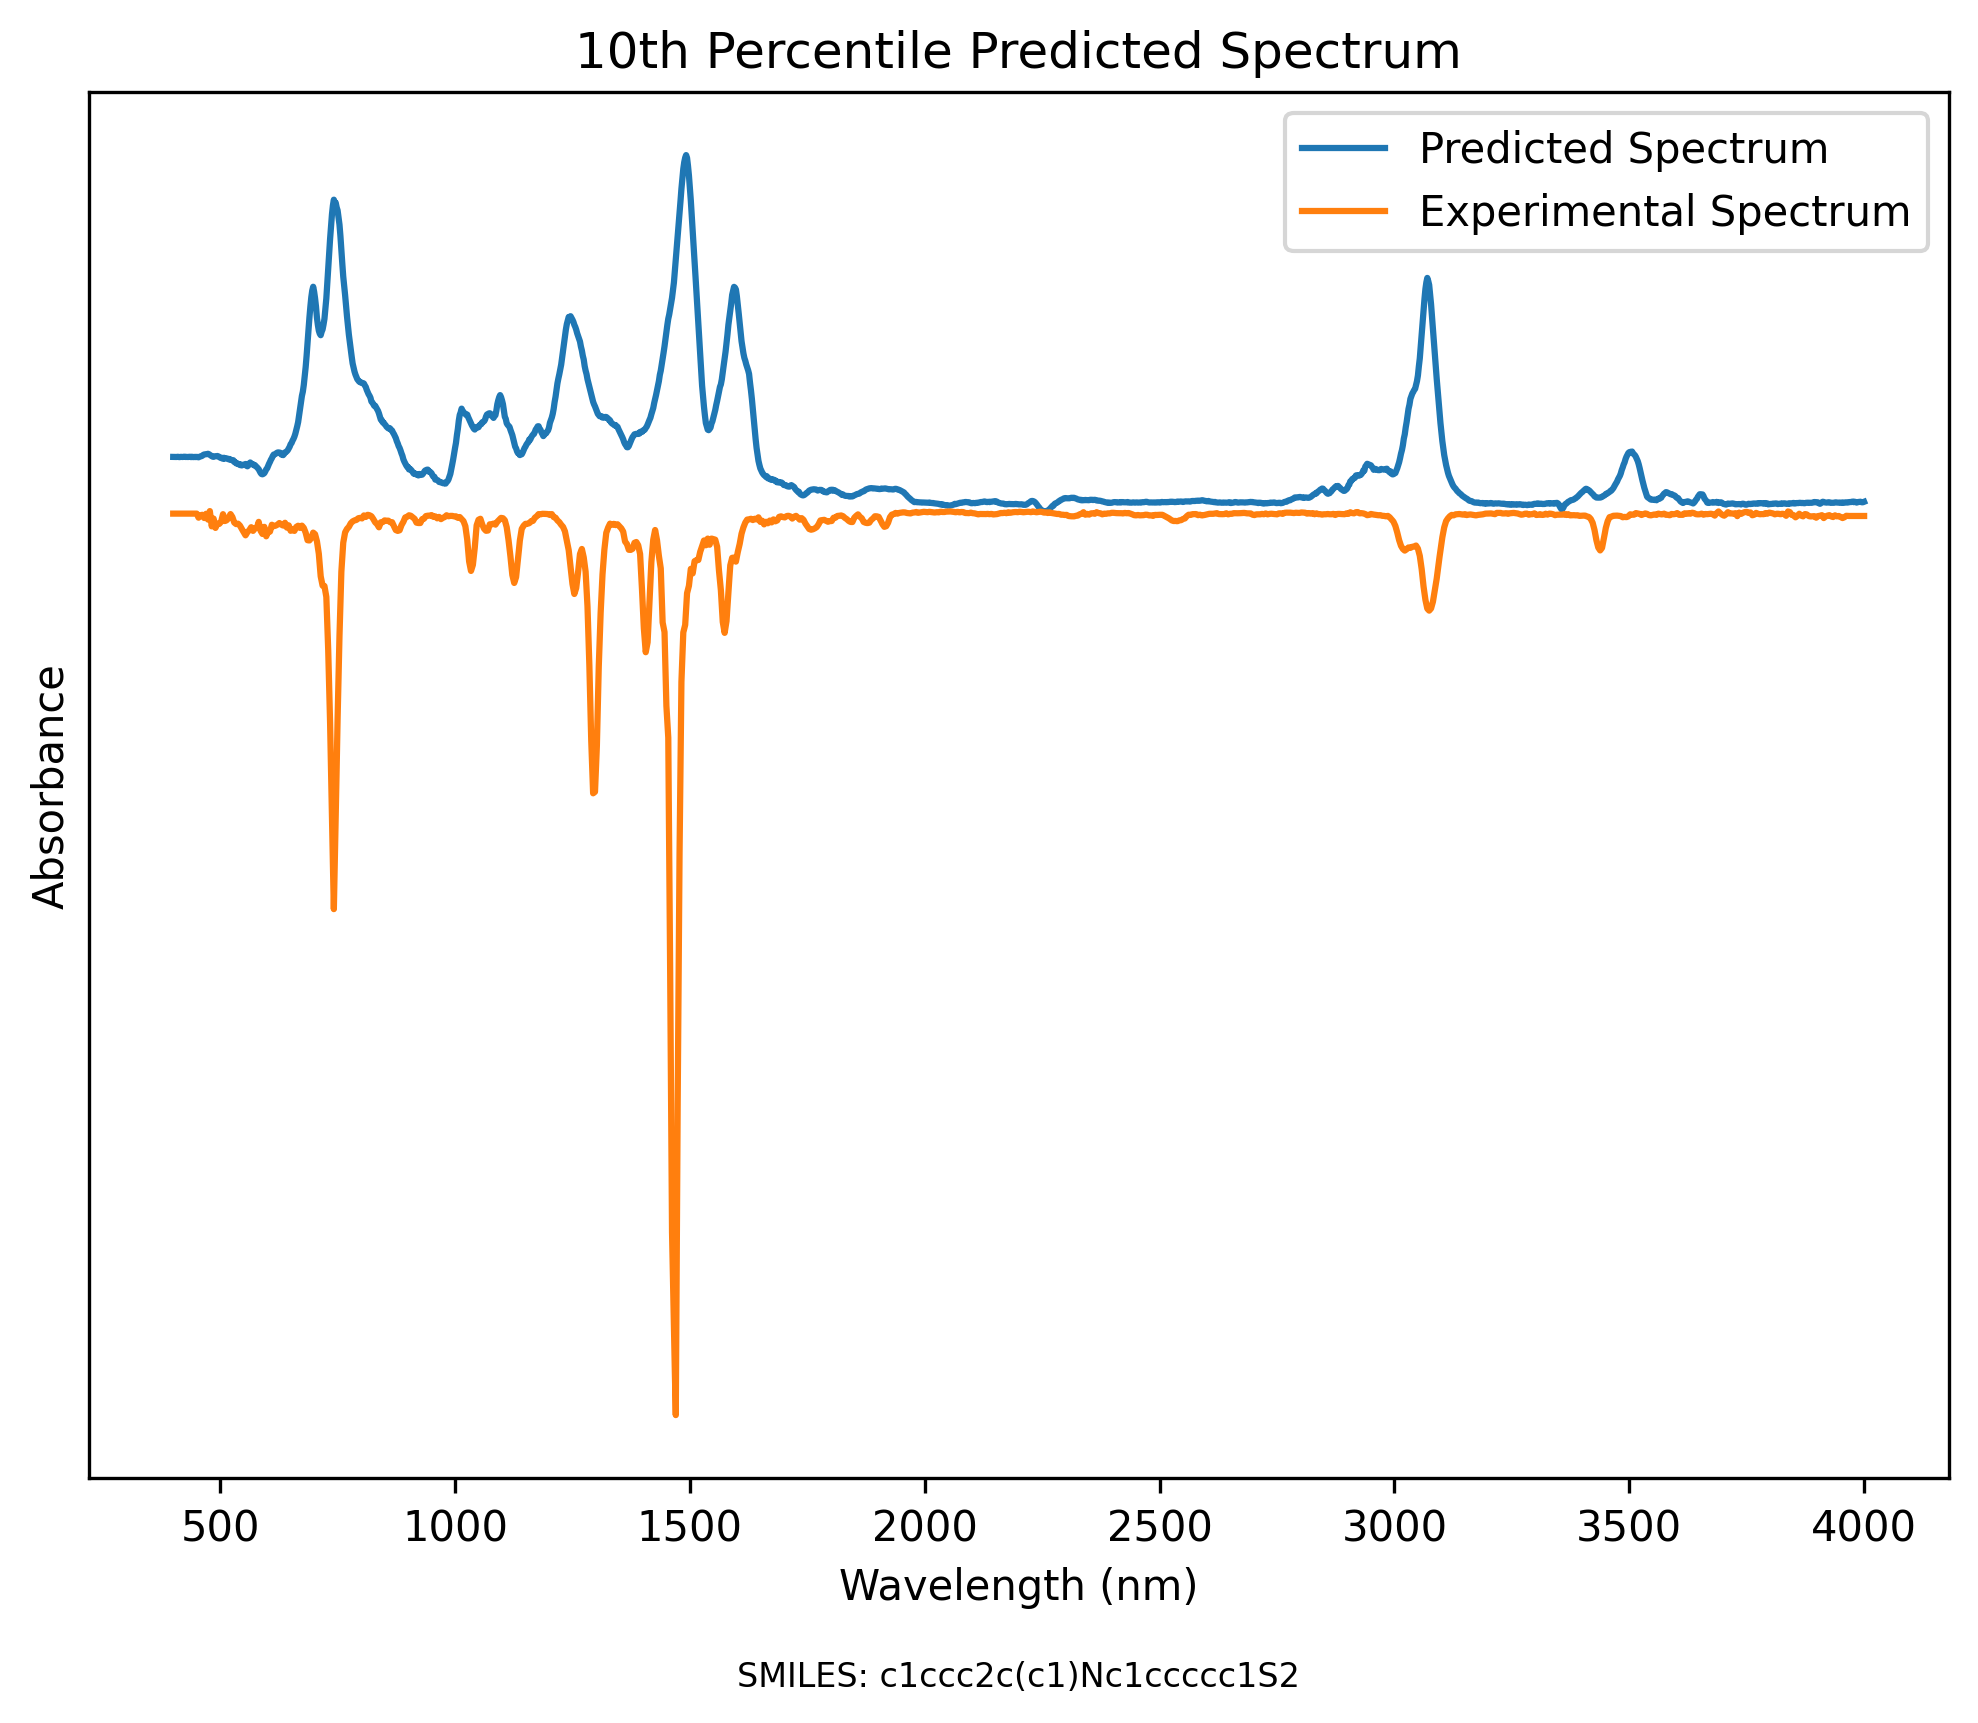 10th Percentile Predicted Spectrum
Predicted Spectrum
Experimental Spectrum
Absorbance
500 1000 1500 2000 2500 3000 3500 4000
Wavelength (nm)
SMILES: c1ccc2c(c1)Nc1ccccc1S2